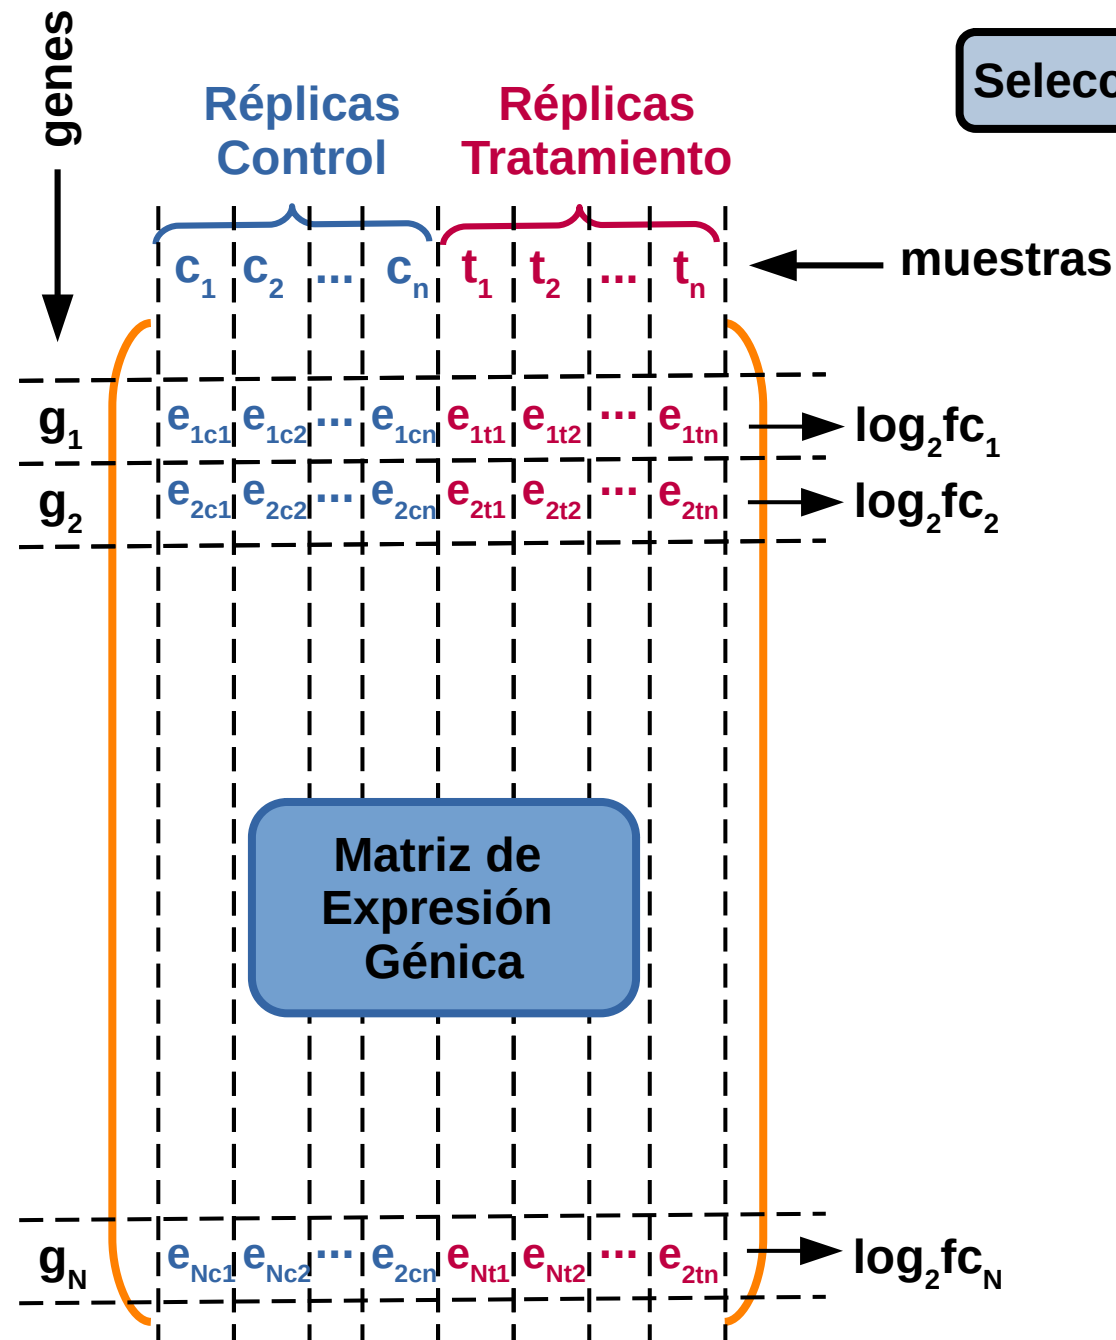 genes
Selecc
Réplicas
Control
Réplicas
Tratamiento
c1 c2 ... cn t1 t2 ... tn
muestras
g1 e1c1 e1c2 ... e1cn e1t1 e1t2 ... e1tn log2fc1
g2 e2c1 e2c2 ... e2cn e2t1 e2t2 ... e2tn log2fc2
Matriz de
Expresión
Génica
gN eNc1 eNc2 ... e2cn eNt1 eNt2 ... e2tn log2fcN